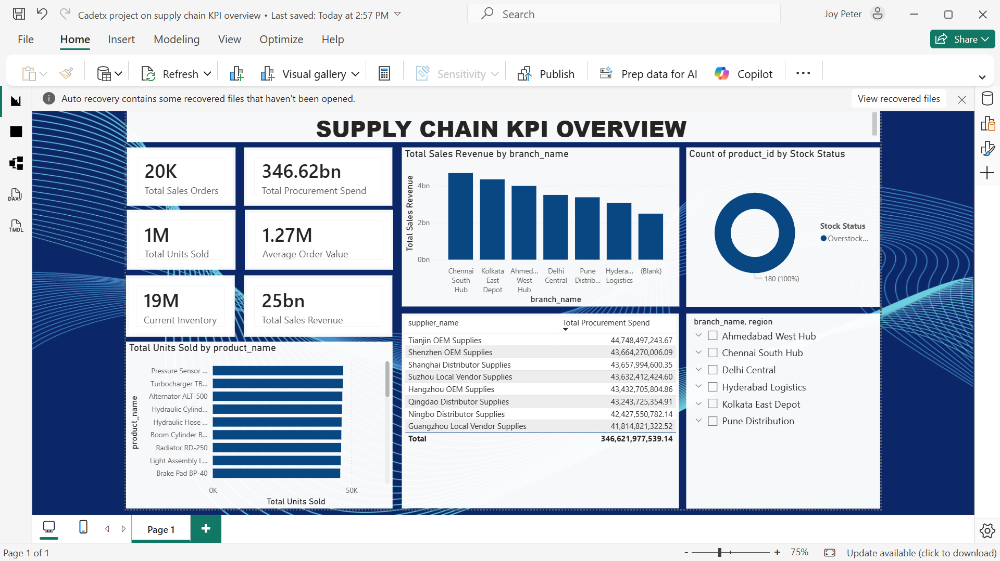 Cadetx project on supply chain KPI overview • Last saved: Today at 2:57 PM
Search
Joy Peter
File
Home
Insert
Modeling
View
Optimize
Help
Share
Refresh
Visual gallery
Sensitivity
Publish
Prep data for AI
Copilot
Auto recovery contains some recovered files that haven't been opened.
View recovered files
DAX
TMDL
SUPPLY CHAIN KPI OVERVIEW
20K
Total Sales Orders
346.62bn
Total Procurement Spend
1M
Total Units Sold
1.27M
Average Order Value
19M
Current Inventory
25bn
Total Sales Revenue
Total Sales Revenue by branch_name
Total Sales Revenue
4bn
2bn
0bn
Chennai South Hub
Kolkata East Depot
Ahmed... West Hub
Delhi Central
Pune Distrib...
Hydera... Logistics
(Blank)
branch_name
Count of product_id by Stock Status
Stock Status
Overstock...
180 (100%)
Total Units Sold by product_name
product_name
Pressure Sensor ...
Turbocharger TB...
Alternator ALT-500
Hydraulic Cylind...
Hydraulic Hose ...
Boom Cylinder B...
Radiator RD-250
Light Assembly L...
Brake Pad BP-40
0K
50K
Total Units Sold
supplier_name Total Procurement Spend
Tianjin OEM Supplies 44,748,497,243.67
Shenzhen OEM Supplies 43,664,270,006.09
Shanghai Distributor Supplies 43,657,994,600.35
Suzhou Local Vendor Supplies 43,632,412,424.60
Hangzhou OEM Supplies 43,432,705,804.86
Qingdao Distributor Supplies 43,243,725,354.91
Ningbo Distributor Supplies 42,427,550,782.14
Guangzhou Local Vendor Supplies 41,814,821,322.52
Total 346,621,977,539.14
branch_name, region
Ahmedabad West Hub
Chennai South Hub
Delhi Central
Hyderabad Logistics
Kolkata East Depot
Pune Distribution
Page 1
Page 1 of 1
75%
Update available (click to download)